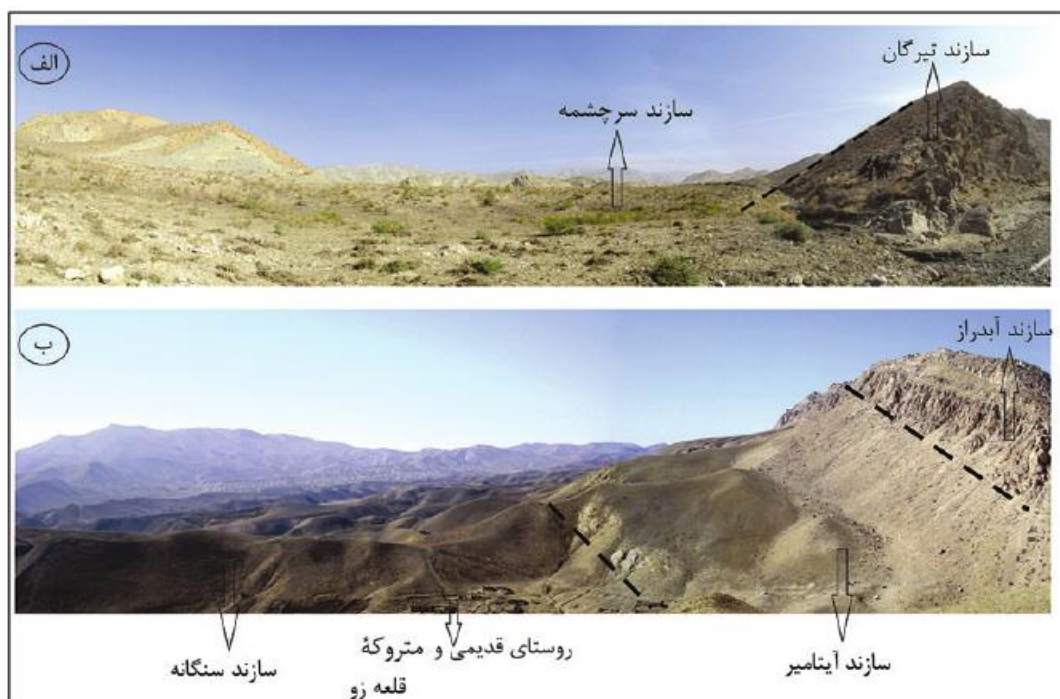 الف
سازند تیرگان
سازند سرچشمه
ب
سازند آبدراز
سازند سنگانه
روستای قدیمی و متروکهٔ
قلعه زو
سازند آیتامیر